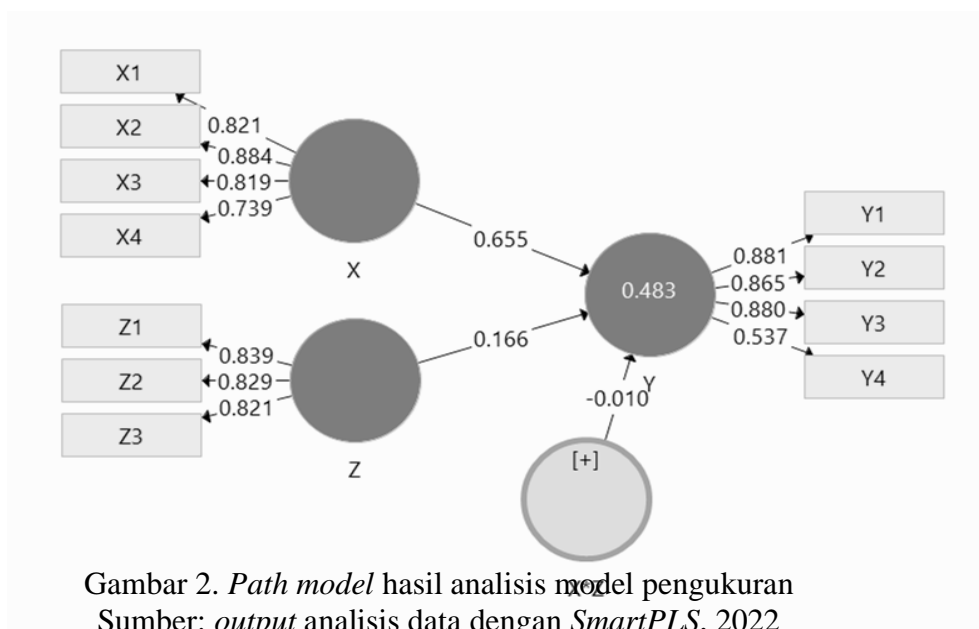 X1
X2
X3
X4
0.821
0.884
0.819
0.739
X
0.655
Z1
Z2
Z3
0.839
0.829
0.821
Z
0.166
0.483
Y
-0.010
[+]
X*Z
0.881
0.865
0.880
0.537
Y1
Y2
Y3
Y4
Gambar 2. Path model hasil analisis model pengukuran
Sumber: output analisis data dengan SmartPLS, 2022